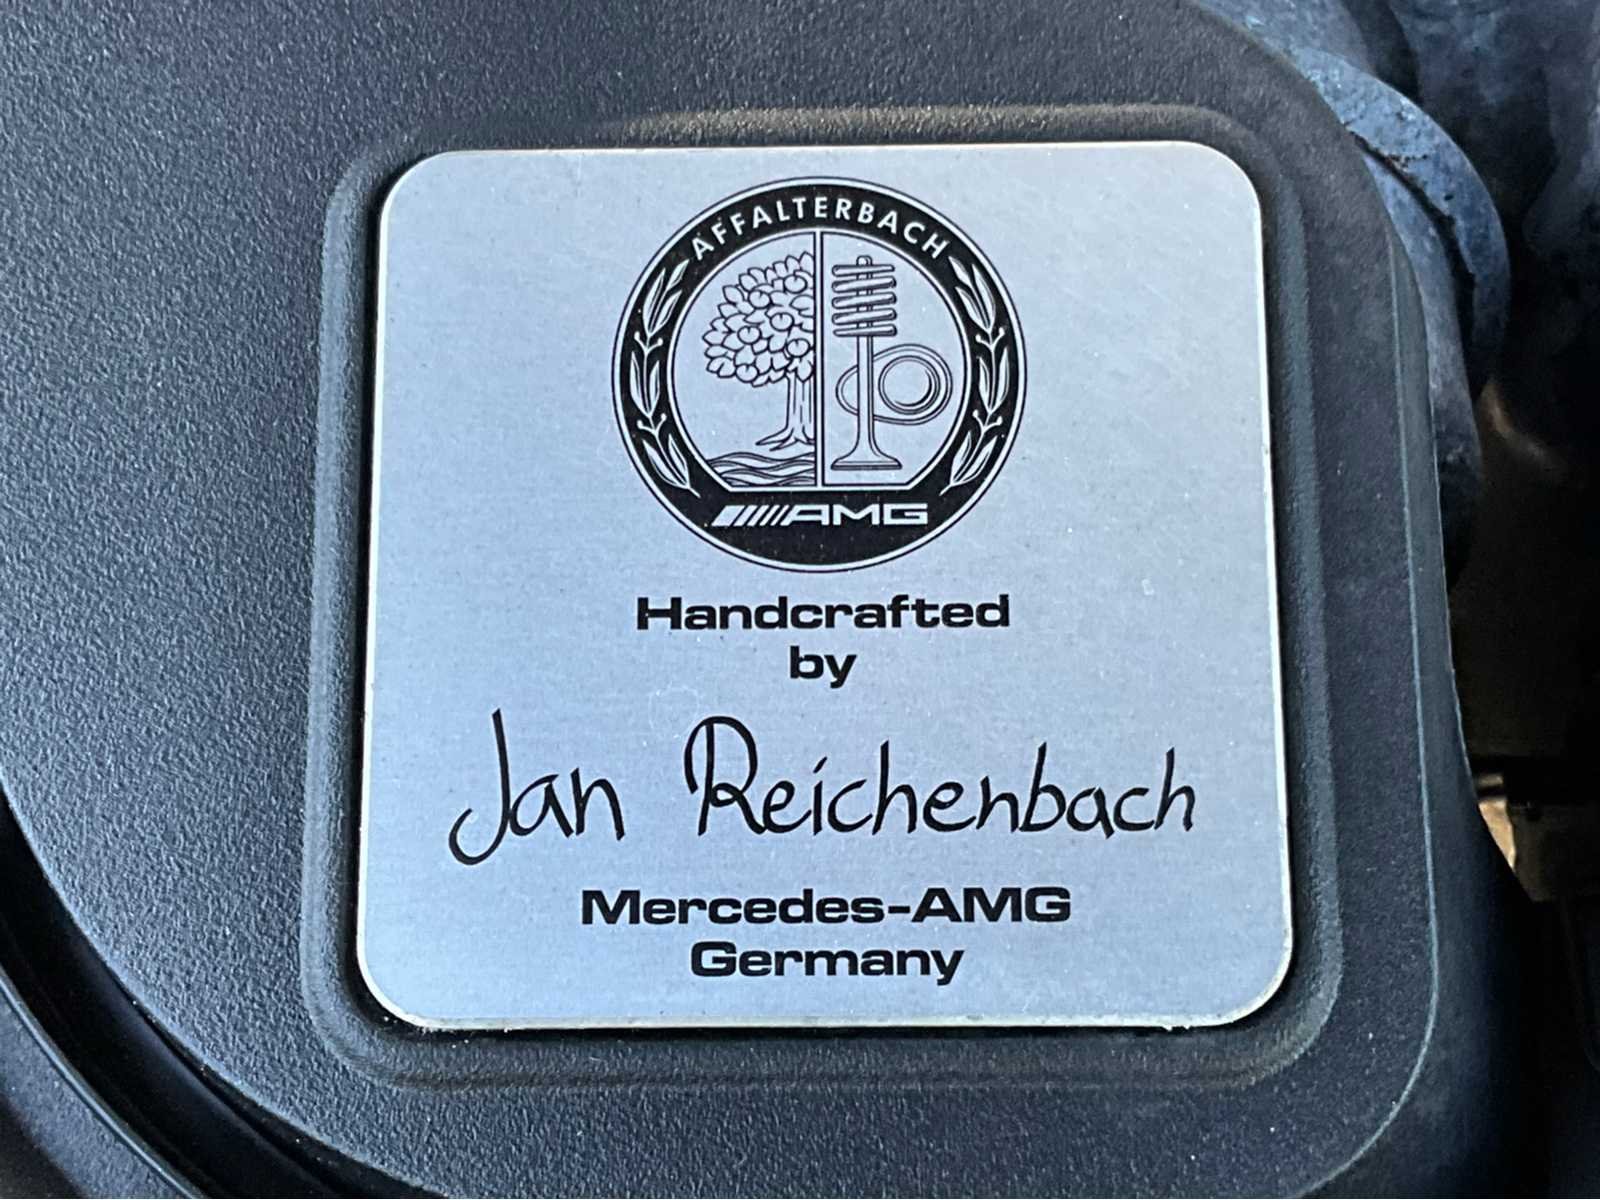 AFFALTERBACH
AMG
Handcrafted
by
Jan Reichenbach
Mercedes-AMG
Germany